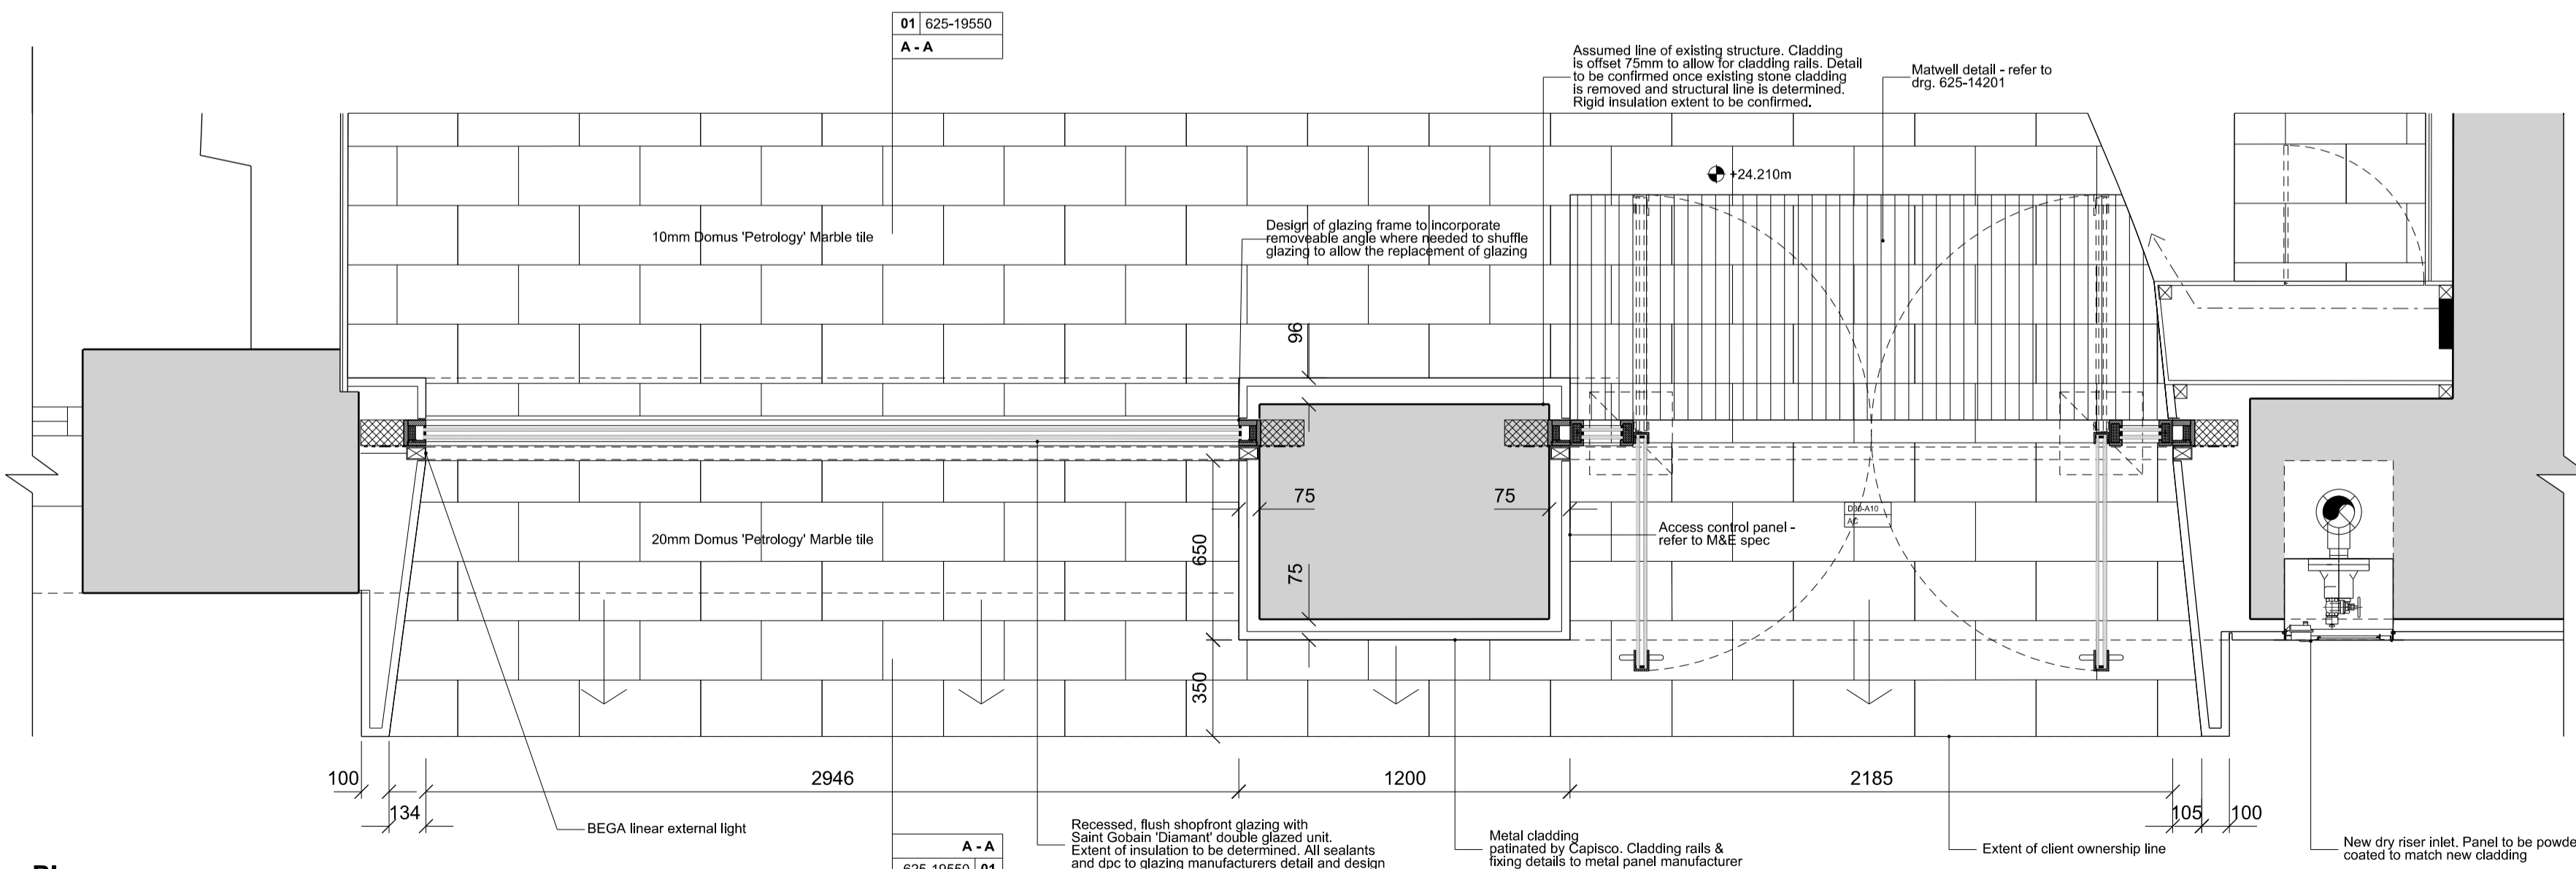 01 625-19550
A - A
Assumed line of existing structure. Cladding
is offset 75mm to allow for cladding rails. Detail
to be confirmed once existing stone cladding
is removed and structural line is determined.
Rigid insulation extent to be confirmed.
Matwell detail - refer to
drg. 625-14201
+24.210m
10mm Domus 'Petrology' Marble tile
Design of glazing frame to incorporate
removeable angle where needed to shuffle
glazing to allow the replacement of glazing
96
75
75
D30-A10
AC
Access control panel -
refer to M&E spec
20mm Domus 'Petrology' Marble tile
650
75
350
100
2946
1200
2185
134
105
100
BEGA linear external light
A - A
625-19550 01
Recessed, flush shopfront glazing with
Saint Gobain 'Diamant' double glazed unit.
Extent of insulation to be determined. All sealants
and dpc to glazing manufacturers detail and design
Metal cladding
patinated by Capisco. Cladding rails &
fixing details to metal panel manufacturer
Extent of client ownership line
New dry riser inlet. Panel to be powde
coated to match new cladding